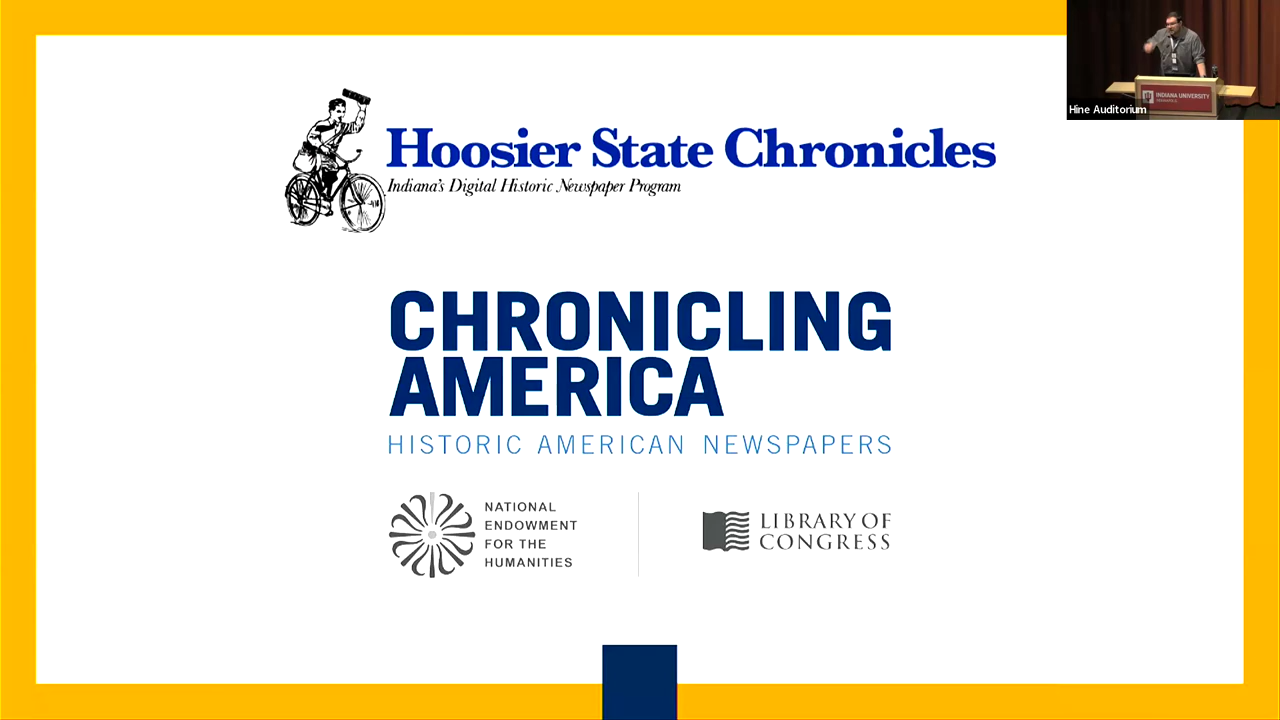 Hoosier State Chronicles
Indiana's Digital Historic Newspaper Program
CHRONICLING
AMERICA
HISTORIC AMERICAN NEWSPAPERS
NATIONAL
ENDOWMENT
FOR THE
HUMANITIES
LIBRARY OF
CONGRESS
INDIANA UNIVERSITY
Hine Auditorium